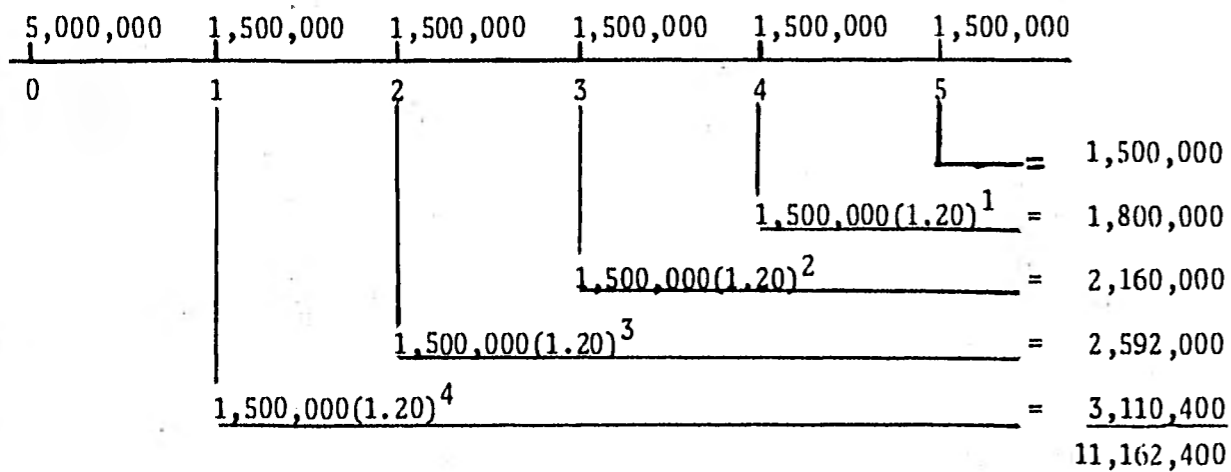 5,000,000 1,500,000 1,500,000 1,500,000 1,500,000 1,500,000
0 1 2 3 4 5
= 1,500,000
1,500,000(1.20)^1 = 1,800,000
1,500,000(1.20)^2 = 2,160,000
1,500,000(1.20)^3 = 2,592,000
1,500,000(1.20)^4 = 3,110,400
11,162,400